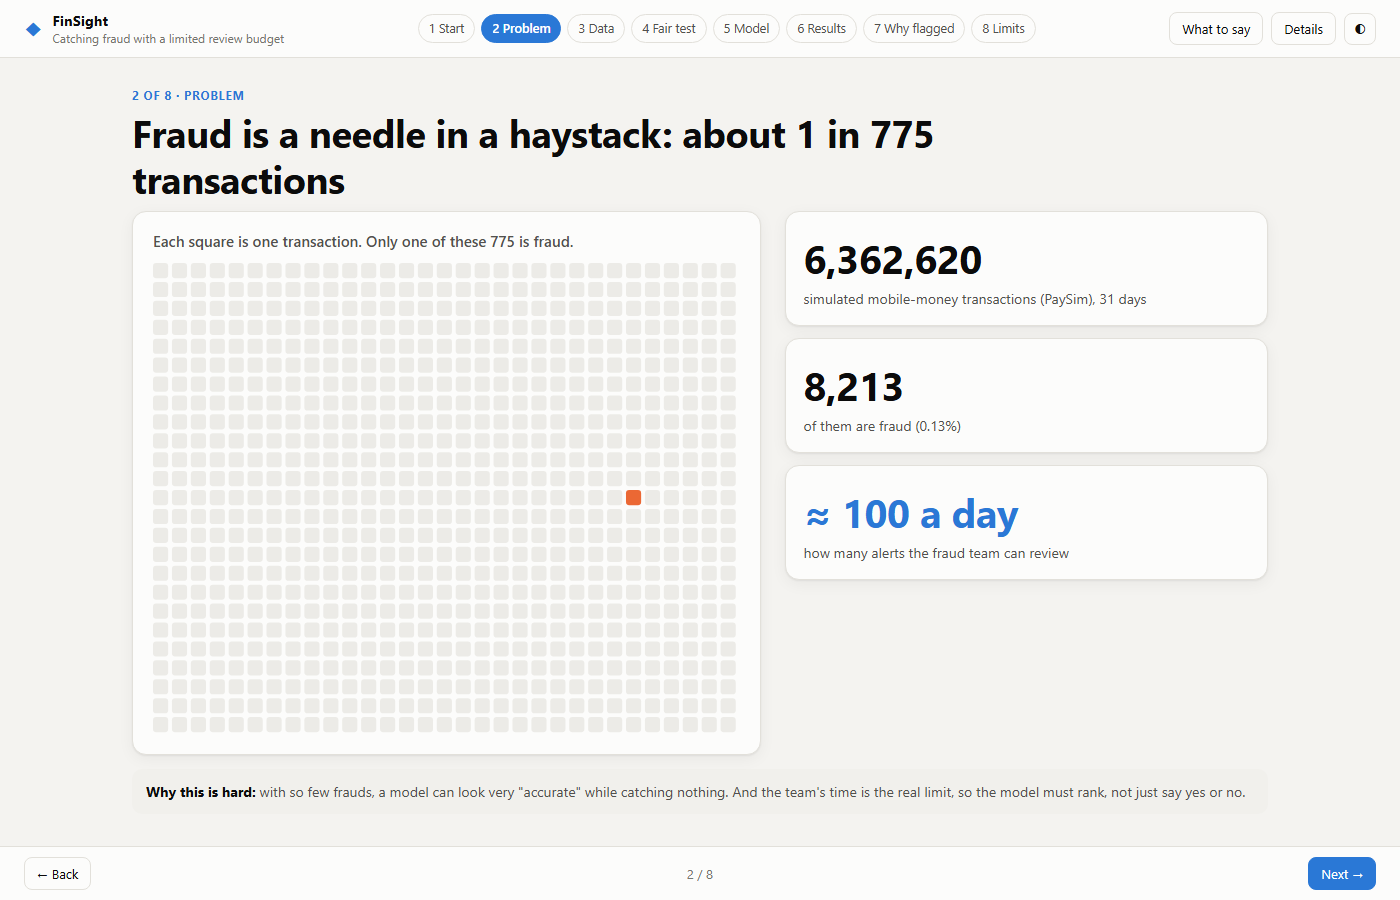 FinSight
Catching fraud with a limited review budget
1 Start
2 Problem
3 Data
4 Fair test
5 Model
6 Results
7 Why flagged
8 Limits
What to say
Details
2 OF 8 · PROBLEM
Fraud is a needle in a haystack: about 1 in 775
transactions
Each square is one transaction. Only one of these 775 is fraud.
6,362,620
simulated mobile-money transactions (PaySim), 31 days
8,213
of them are fraud (0.13%)
≈ 100 a day
how many alerts the fraud team can review
Why this is hard: with so few frauds, a model can look very "accurate" while catching nothing. And the team's time is the real limit, so the model must rank, not just say yes or no.
← Back
2 / 8
Next →